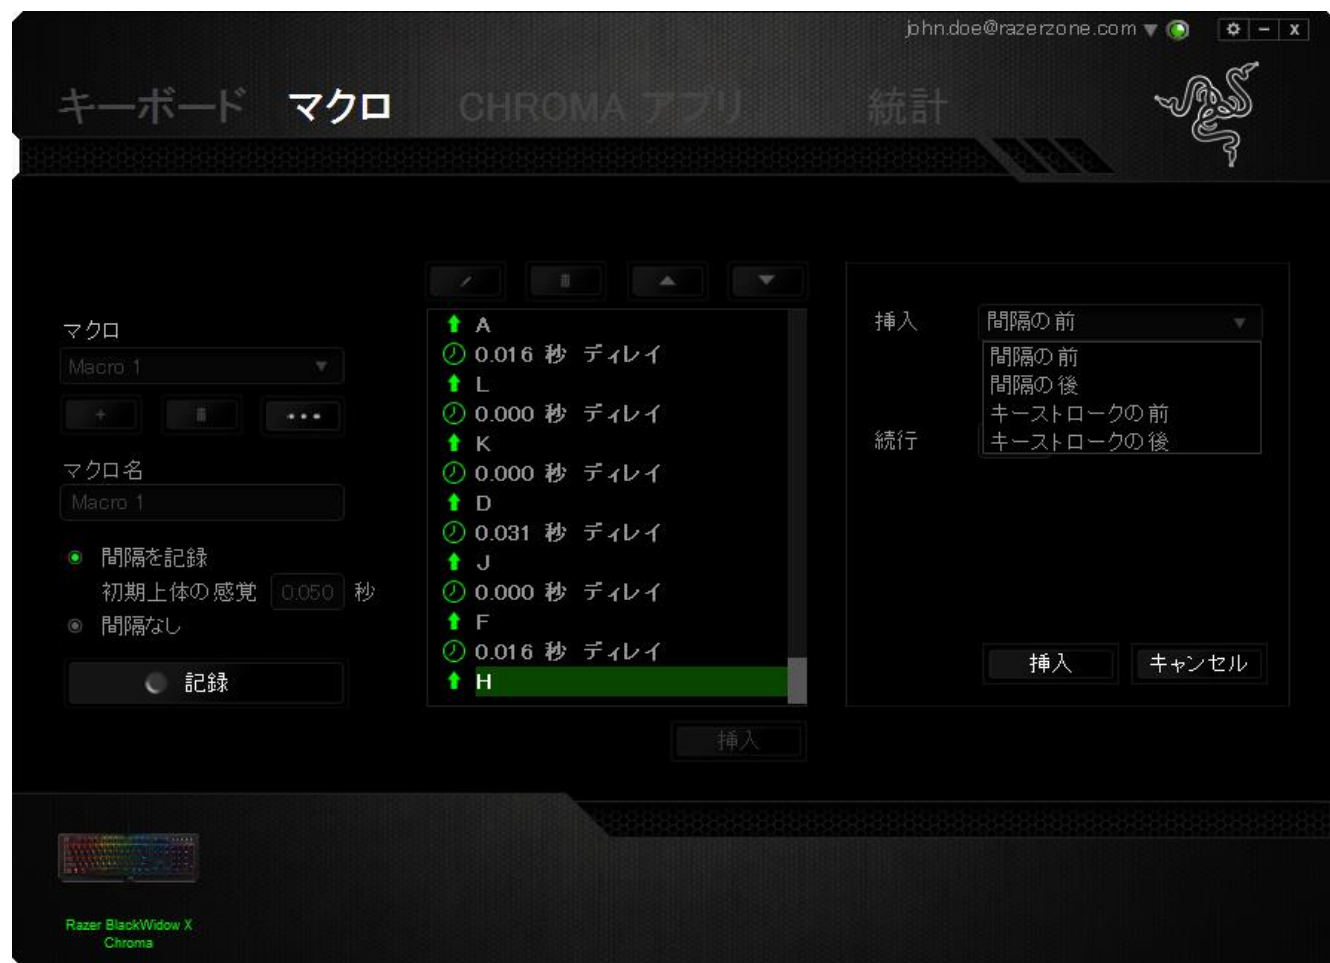 john.doe@razerzone.com
キーボード マクロ CHROMA アプリ 統計
マクロ
Macro 1
マクロ名
Macro 1
間隔を記録
初期上体の感覚 0.050 秒
間隔なし
記録
A
0.016 秒 ディレイ
L
0.000 秒 ディレイ
K
0.000 秒 ディレイ
D
0.031 秒 ディレイ
J
0.000 秒 ディレイ
F
0.016 秒 ディレイ
H
挿入
挿入 間隔の前
間隔の前
間隔の後
キーストロークの前
キーストロークの後
続行
挿入 キャンセル
Razer BlackWidow X
Chroma